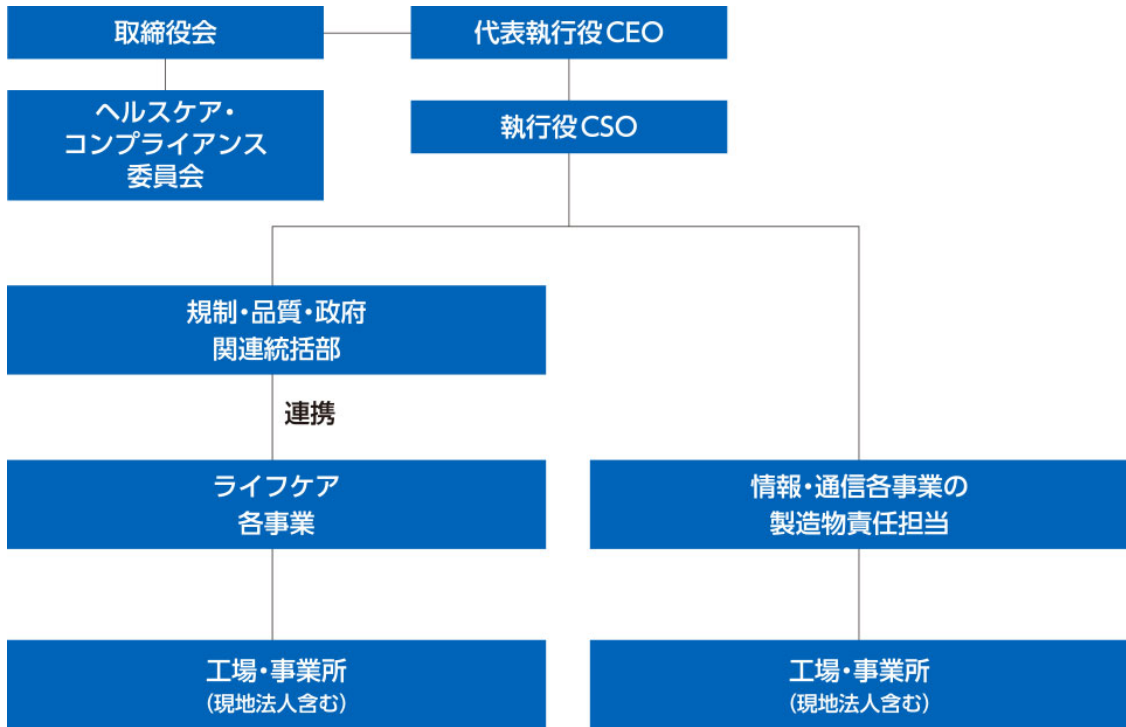 取締役会
代表執行役CEO
ヘルスケア・
コンプライアンス
委員会
執行役CSO
規制・品質・政府
関連統括部
連携
ライフケア
各事業
情報・通信各事業の
製造物責任担当
工場・事業所
(現地法人含む)
工場・事業所
(現地法人含む)